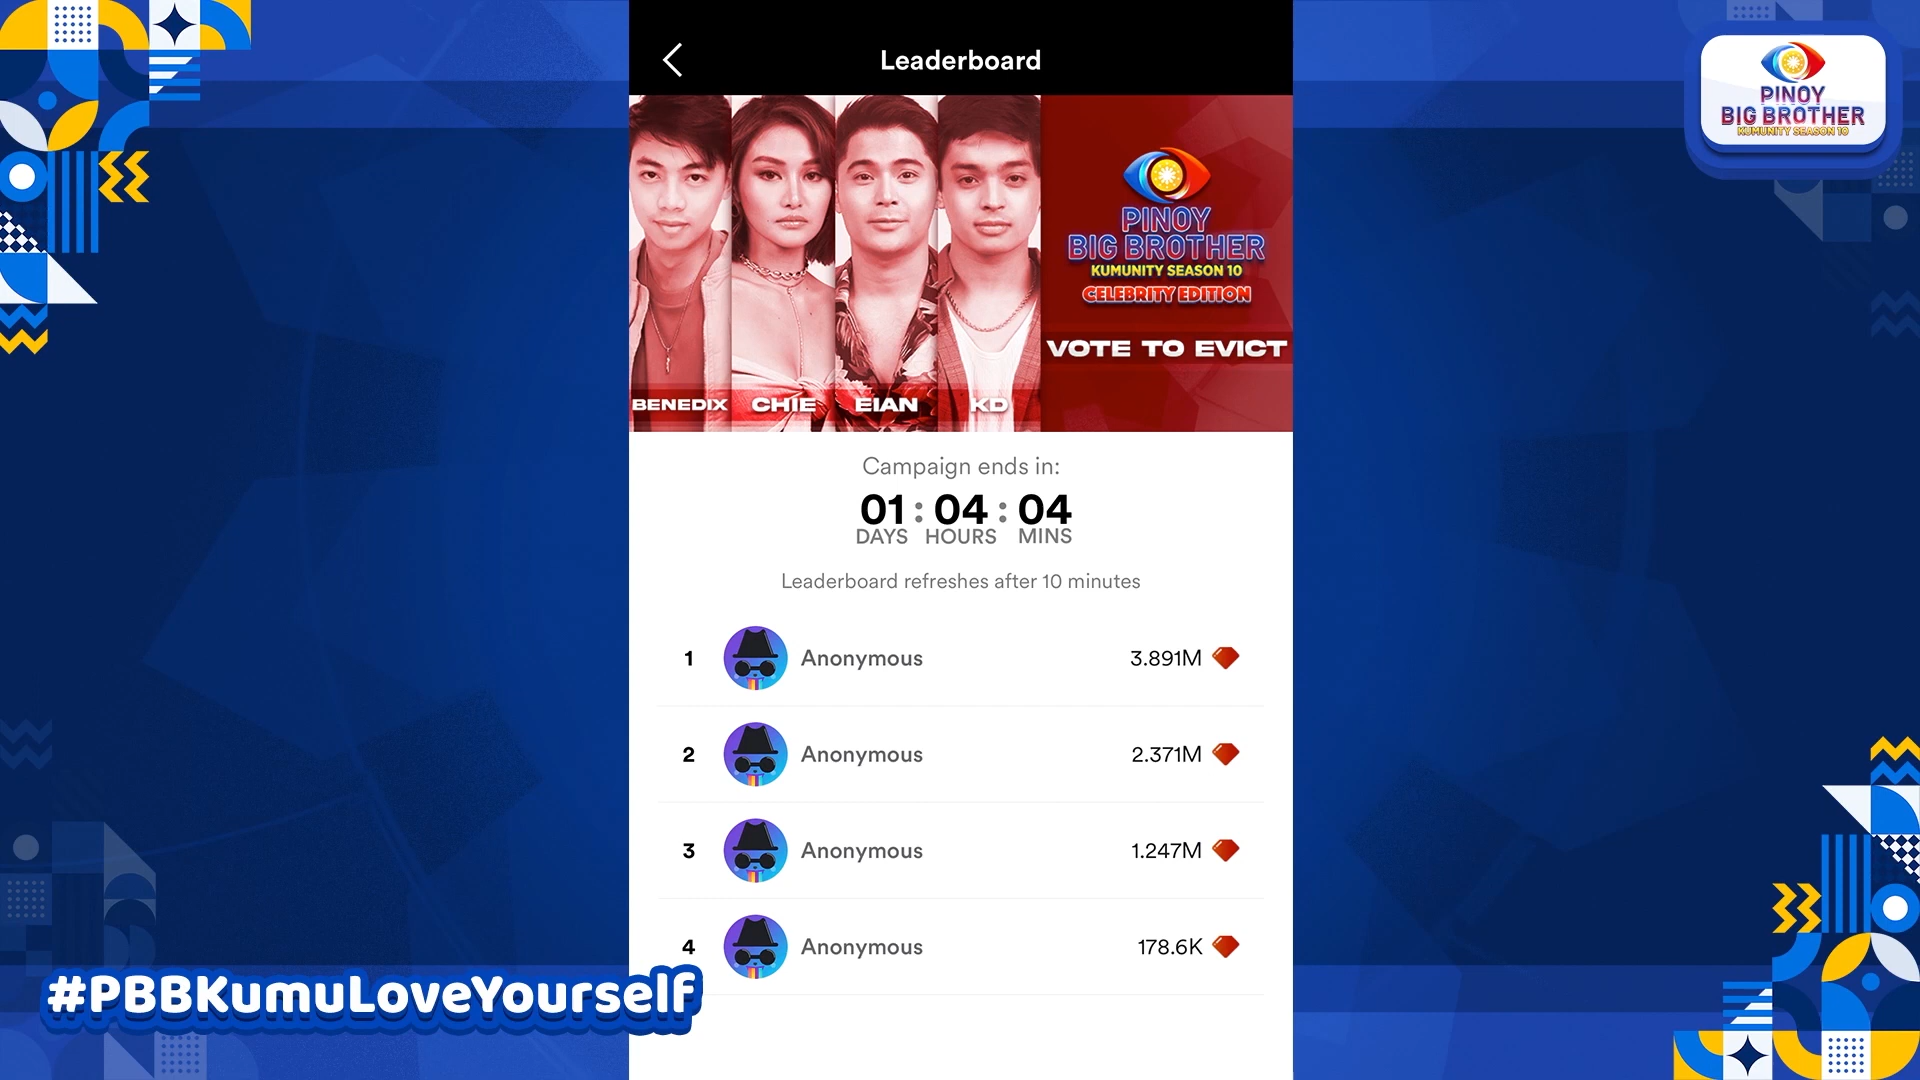 Leaderboard
PINOY
BIG BROTHER
KUMUNITY SEASON 10
PINOY
BIG BROTHER
KUMUNITY SEASON 10
CELEBRITY EDITION
VOTE TO EVICT
BENEDIX CHIE EIAN KD
Campaign ends in:
01 : 04 : 04
DAYS HOURS MINS
Leaderboard refreshes after 10 minutes
1 Anonymous 3.891M
2 Anonymous 2.371M
3 Anonymous 1.247M
4 Anonymous 178.6K
#PBBKumuLoveYourself